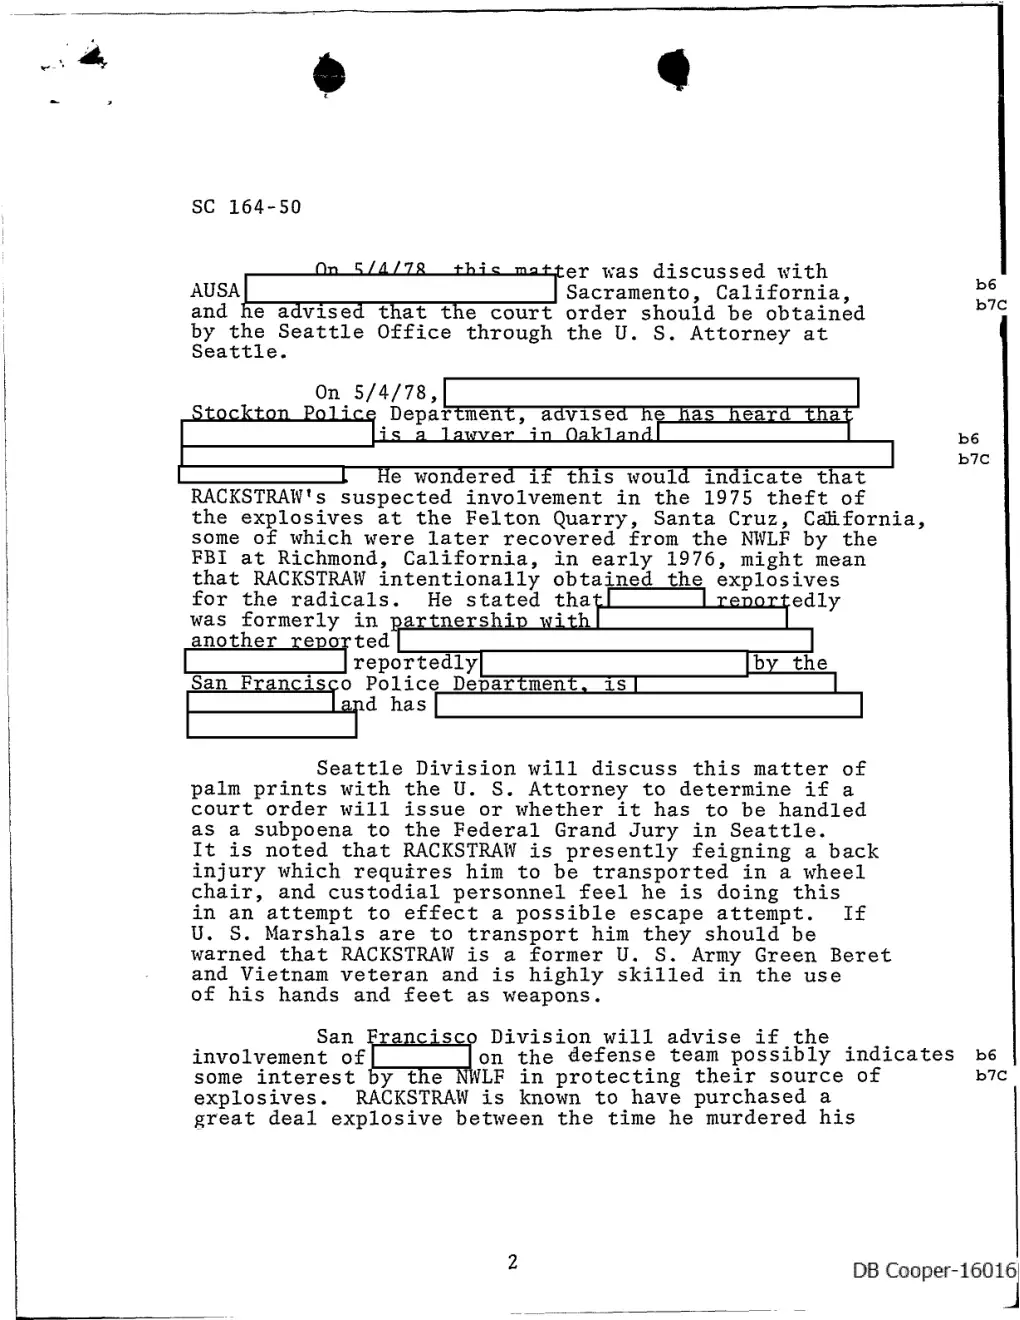 SC 164-50
On 5/4/78 this matter was discussed with
AUSA Sacramento, California, b6
and he advised that the court order should be obtained b7C
by the Seattle Office through the U. S. Attorney at
Seattle.
On 5/4/78,
Stockton Police Department, advised he has heard that
is a lawyer in Oakland b6
b7C
He wondered if this would indicate that
RACKSTRAW's suspected involvement in the 1975 theft of
the explosives at the Felton Quarry, Santa Cruz, California,
some of which were later recovered from the NWLF by the
FBI at Richmond, California, in early 1976, might mean
that RACKSTRAW intentionally obtained the explosives
for the radicals. He stated that reportedly
was formerly in partnership with
another reported
reportedly by the
San Francisco Police Department, is
and has
Seattle Division will discuss this matter of
palm prints with the U. S. Attorney to determine if a
court order will issue or whether it has to be handled
as a subpoena to the Federal Grand Jury in Seattle.
It is noted that RACKSTRAW is presently feigning a back
injury which requires him to be transported in a wheel
chair, and custodial personnel feel he is doing this
in an attempt to effect a possible escape attempt. If
U. S. Marshals are to transport him they should be
warned that RACKSTRAW is a former U. S. Army Green Beret
and Vietnam veteran and is highly skilled in the use
of his hands and feet as weapons.
San Francisco Division will advise if the
involvement of on the defense team possibly indicates b6
some interest by the NWLF in protecting their source of b7C
explosives. RACKSTRAW is known to have purchased a
great deal explosive between the time he murdered his
2
DB Cooper-16016